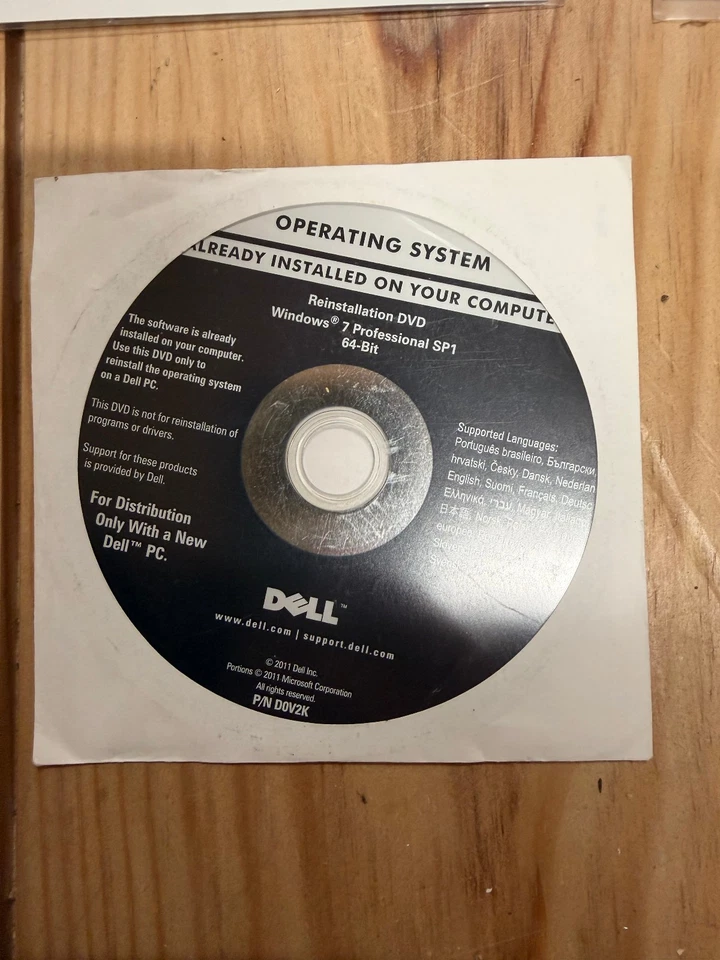 OPERATING SYSTEM
ALREADY INSTALLED ON YOUR COMPUTE
Reinstallation DVD
Windows® 7 Professional SP1
64-Bit
The software is already
installed on your computer.
Use this DVD only to
reinstall the operating system
on a Dell PC.
This DVD is not for reinstallation of
programs or drivers.
Support for these products
is provided by Dell.
For Distribution
Only With a New
Dell™ PC.
Supported Languages:
Português brasileiro, Български,
hrvatski, Česky, Dansk, Nederlan
English, Suomi, Français, Deutsc
Ελληνικά, עברי, Magyar,
日本語, Norsk,
europ
DELL™
www.dell.com | support.dell.com
© 2011 Dell Inc.
Portions © 2011 Microsoft Corporation
All rights reserved.
P/N D0V2K